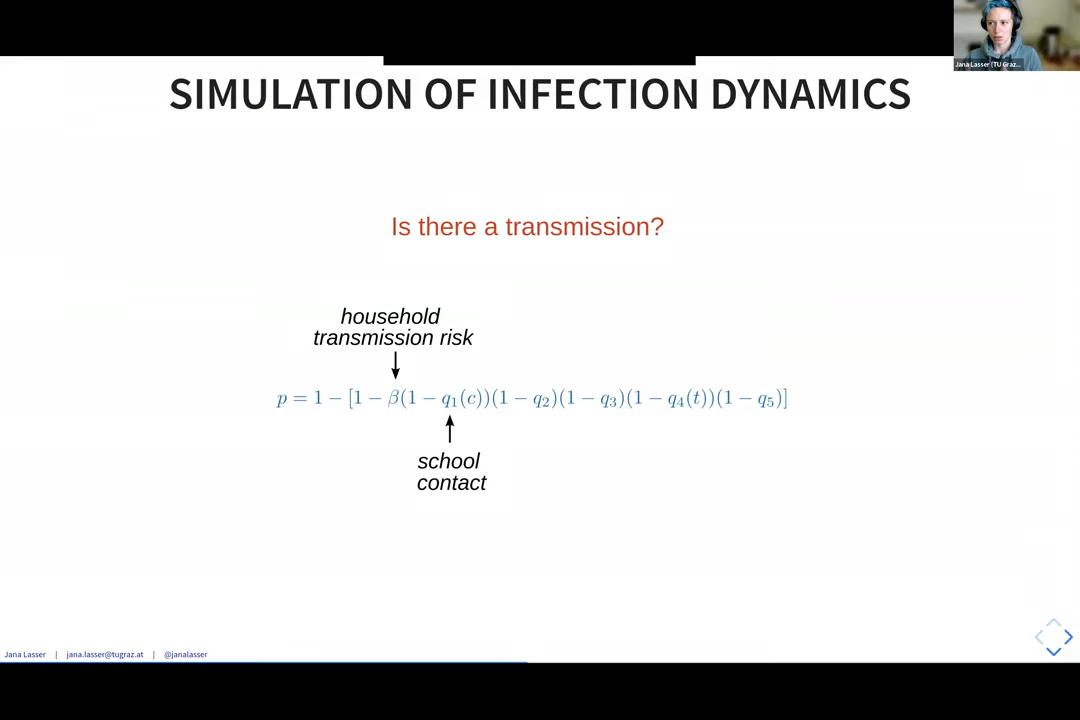 Jana Lasser (TU Graz...
SIMULATION OF INFECTION DYNAMICS
Is there a transmission?
household
transmission risk
p = 1 − [1 − β(1 − q₁(c))(1 − q₂)(1 − q₃)(1 − q₄(t))(1 − q₅)]
school
contact
Jana Lasser | jana.lasser@tugraz.at | @janalasser